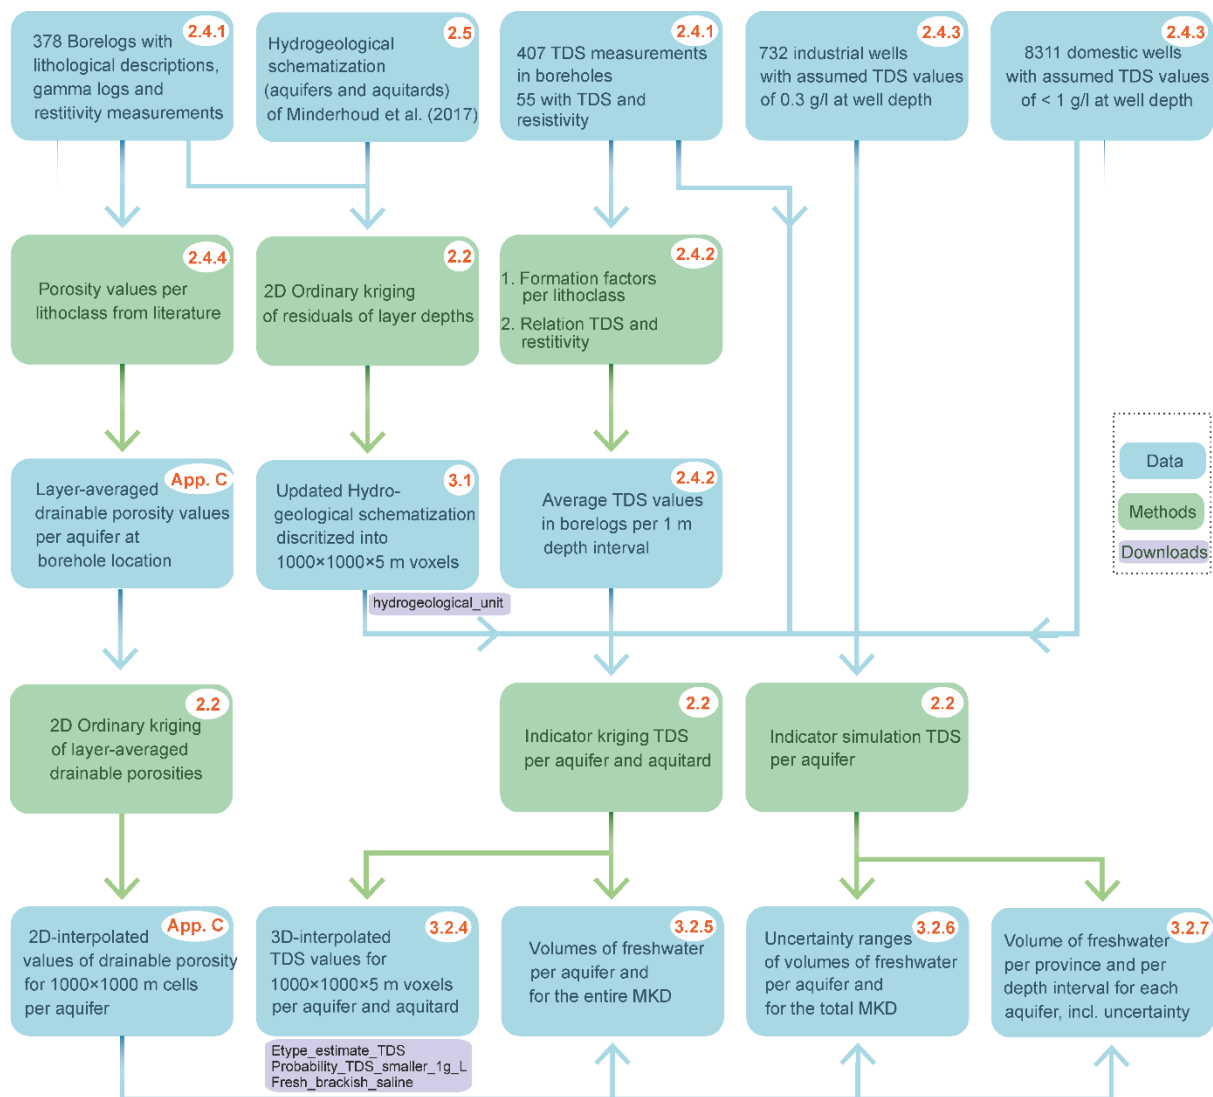 2.4.1
378 Borelogs with
lithological descriptions,
gamma logs and
restitivity measurements
2.5
Hydrogeological
schematization
(aquifers and aquitards)
of Minderhoud et al. (2017)
2.4.1
407 TDS measurements
in boreholes
55 with TDS and
resistivity
2.4.3
732 industrial wells
with assumed TDS values
of 0.3 g/l at well depth
2.4.3
8311 domestic wells
with assumed TDS values
of < 1 g/l at well depth
2.4.4
Porosity values per
lithoclass from literature
2.2
2D Ordinary kriging
of residuals of layer depths
2.4.2
1. Formation factors
per lithoclass
2. Relation TDS and
restitivity
App. C
Layer-averaged
drainable porosity values
per aquifer at
borehole location
3.1
Updated Hydro-
geological schematization
discritized into
1000×1000×5 m voxels
hydrogeological_unit
2.4.2
Average TDS values
in borelogs per 1 m
depth interval
Data
Methods
Downloads
2.2
2D Ordinary kriging
of layer-averaged
drainable porosities
2.2
Indicator kriging TDS
per aquifer and aquitard
2.2
Indicator simulation TDS
per aquifer
App. C
2D-interpolated
values of drainable porosity
for 1000×1000 m cells
per aquifer
3.2.4
3D-interpolated
TDS values for
1000×1000×5 m voxels
per aquifer and aquitard
Etype_estimate_TDS
Probability_TDS_smaller_1g_L
Fresh_brackish_saline
3.2.5
Volumes of freshwater
per aquifer and
for the entire MKD
3.2.6
Uncertainty ranges
of volumes of freshwater
per aquifer and
for the total MKD
3.2.7
Volume of freshwater
per province and per
depth interval for each
aquifer, incl. uncertainty